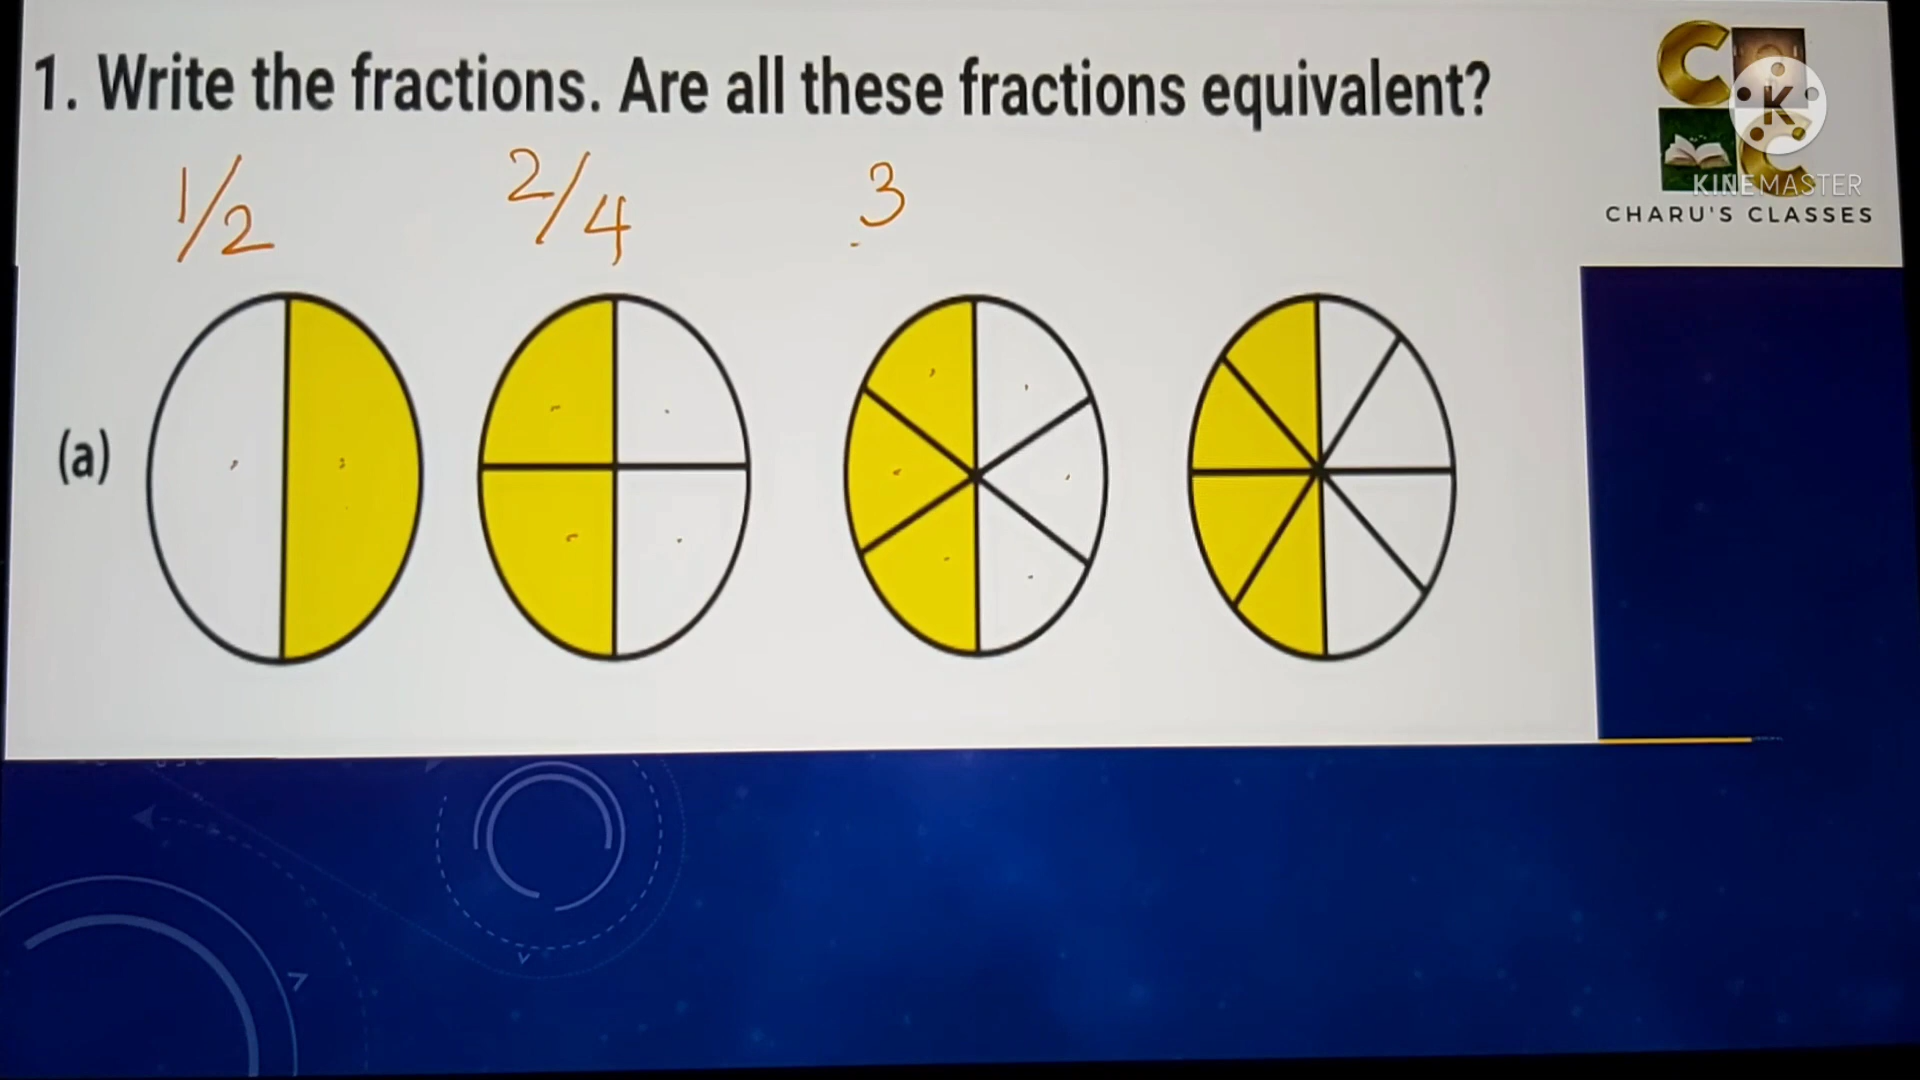 1. Write the fractions. Are all these fractions equivalent?
1/2 2/4 3
(a)
C K C
KINEMASTER
CHARU'S CLASSES